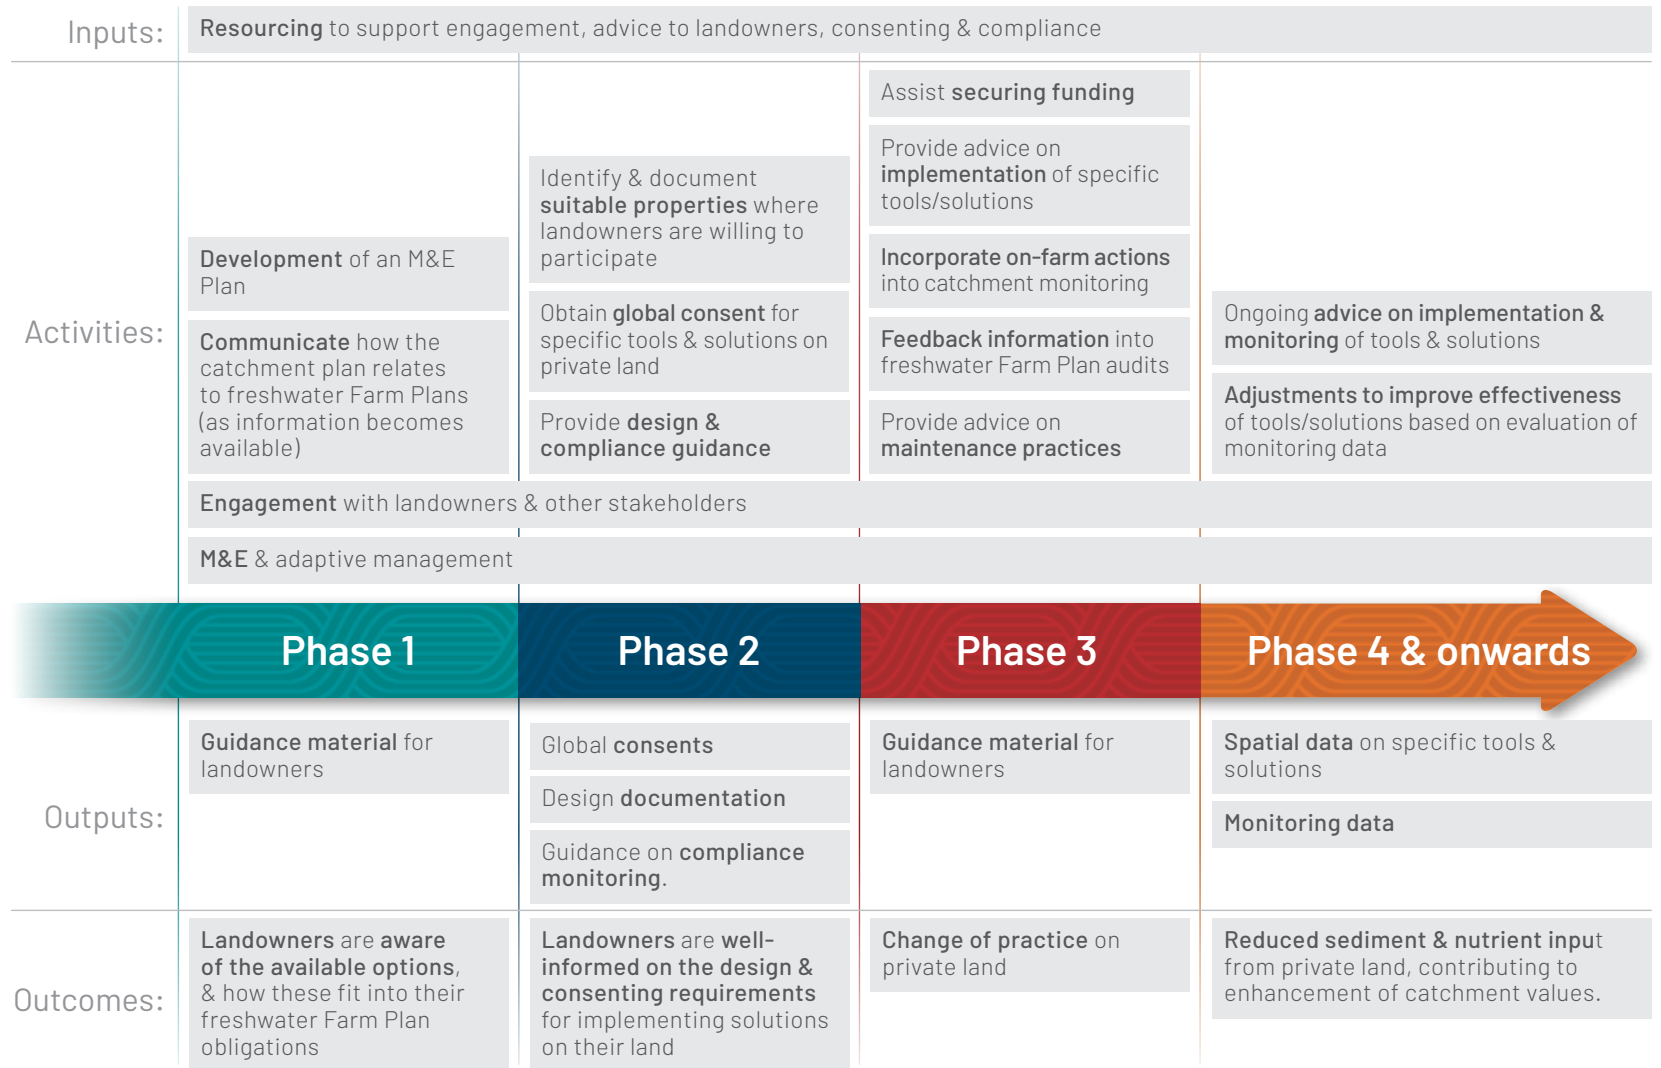 Inputs:
Resourcing to support engagement, advice to landowners, consenting & compliance
Activities:
Development of an M&E
Plan
Communicate how the
catchment plan relates
to freshwater Farm Plans
(as information becomes
available)
Identify & document
suitable properties where
landowners are willing to
participate
Obtain global consent for
specific tools & solutions on
private land
Provide design &
compliance guidance
Assist securing funding
Provide advice on
implementation of specific
tools/solutions
Incorporate on-farm actions
into catchment monitoring
Feedback information into
freshwater Farm Plan audits
Provide advice on
maintenance practices
Ongoing advice on implementation &
monitoring of tools & solutions
Adjustments to improve effectiveness
of tools/solutions based on evaluation of
monitoring data
Engagement with landowners & other stakeholders
M&E & adaptive management
Phase 1
Phase 2
Phase 3
Phase 4 & onwards
Outputs:
Guidance material for
landowners
Global consents
Design documentation
Guidance on compliance
monitoring.
Guidance material for
landowners
Spatial data on specific tools &
solutions
Monitoring data
Outcomes:
Landowners are aware
of the available options,
& how these fit into their
freshwater Farm Plan
obligations
Landowners are well-
informed on the design &
consenting requirements
for implementing solutions
on their land
Change of practice on
private land
Reduced sediment & nutrient input
from private land, contributing to
enhancement of catchment values.